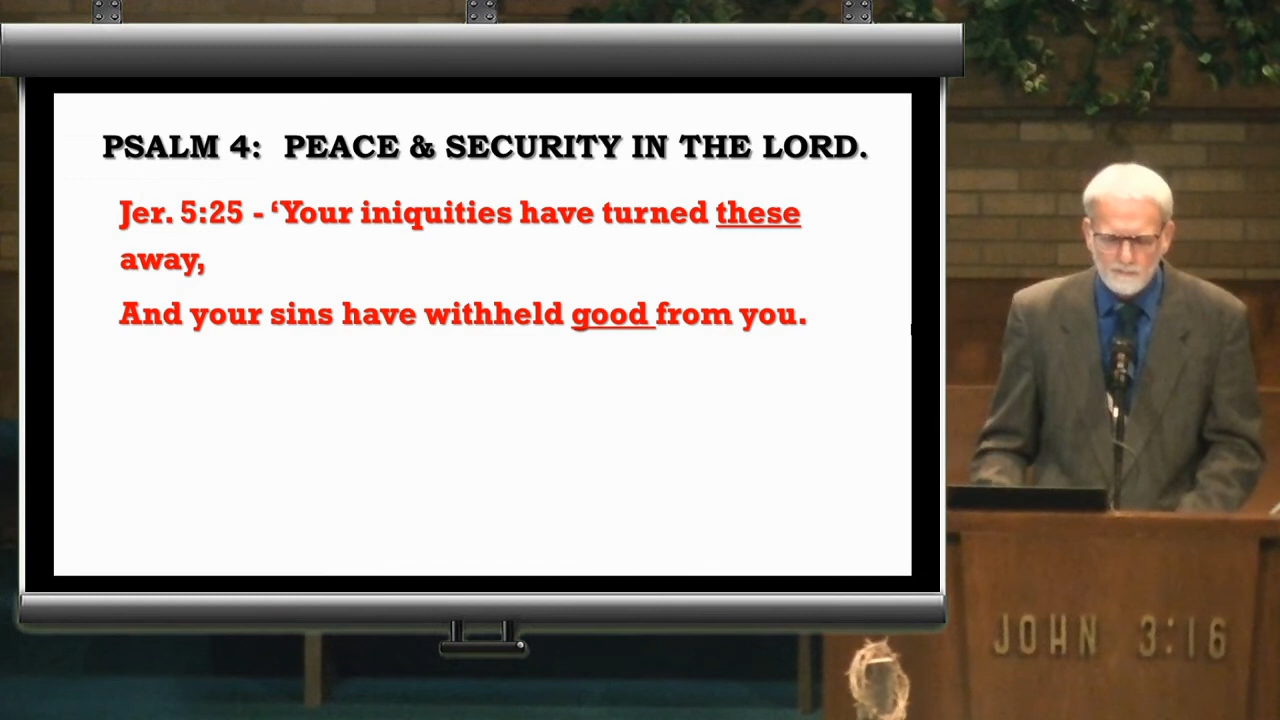 PSALM 4: PEACE & SECURITY IN THE LORD.
Jer. 5:25 - ‘Your iniquities have turned these
away,
And your sins have withheld good from you.
JOHN 3:16